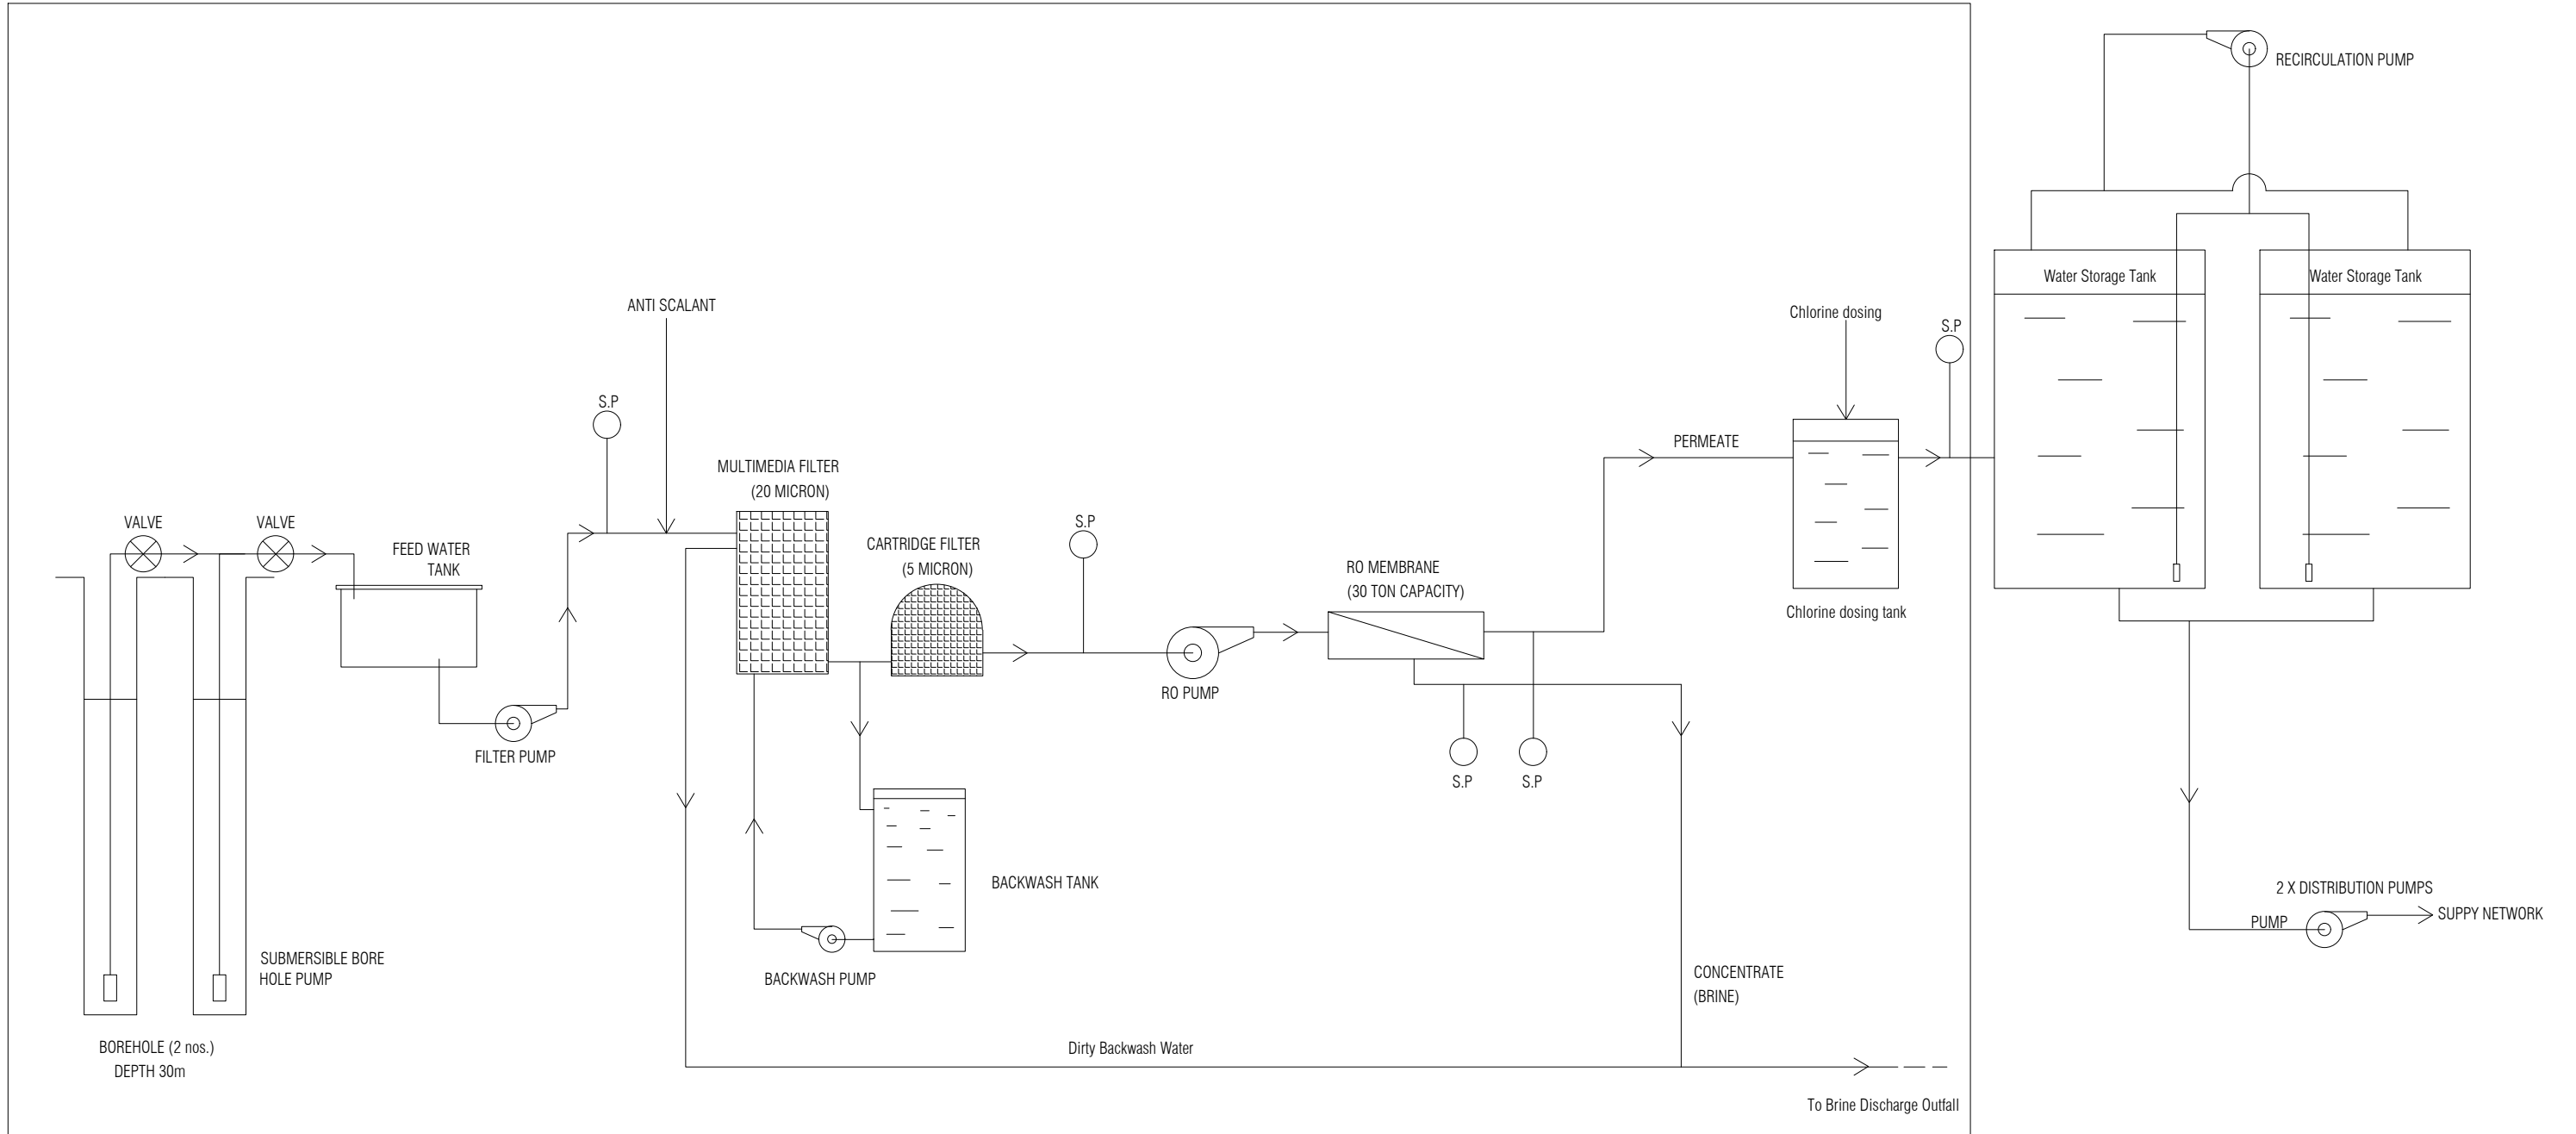 RECIRCULATION PUMP
Water Storage Tank
Water Storage Tank
ANTI SCALANT
Chlorine dosing
S.P
S.P
PERMEATE
MULTIMEDIA FILTER
(20 MICRON)
VALVE
VALVE
S.P
FEED WATER
TANK
CARTRIDGE FILTER
(5 MICRON)
RO MEMBRANE
(30 TON CAPACITY)
Chlorine dosing tank
RO PUMP
FILTER PUMP
S.P
S.P
BACKWASH TANK
2 X DISTRIBUTION PUMPS
PUMP
SUPPY NETWORK
SUBMERSIBLE BORE
HOLE PUMP
BACKWASH PUMP
CONCENTRATE
(BRINE)
BOREHOLE (2 nos.)
DEPTH 30m
Dirty Backwash Water
To Brine Discharge Outfall